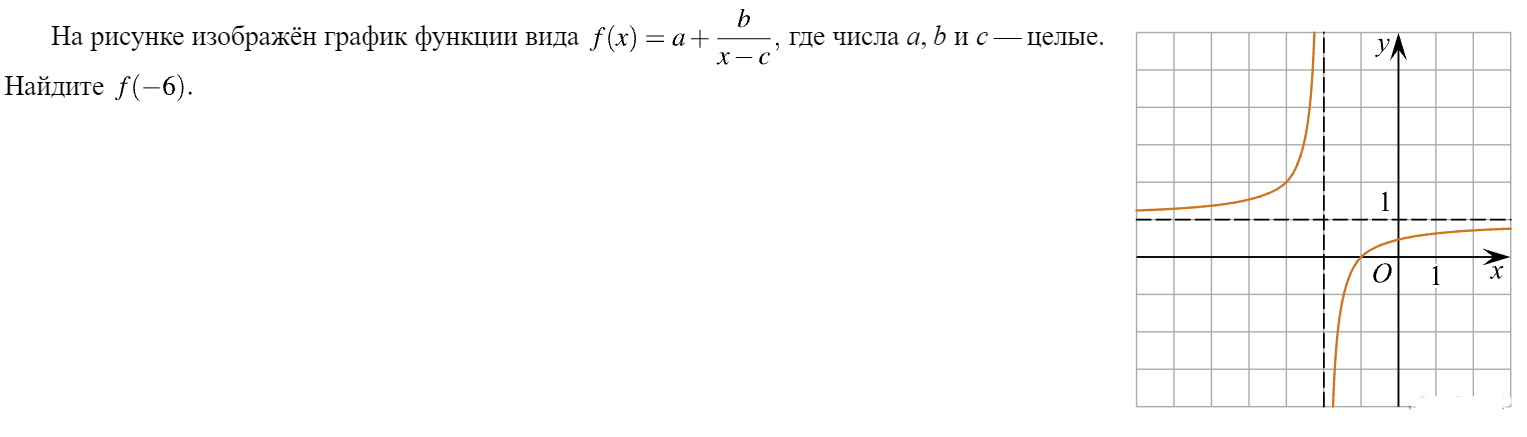 На рисунке изображён график функции вида f(x) = a + b/(x − c), где числа a, b и c — целые.
Найдите f(−6).
y
1
O
1
x